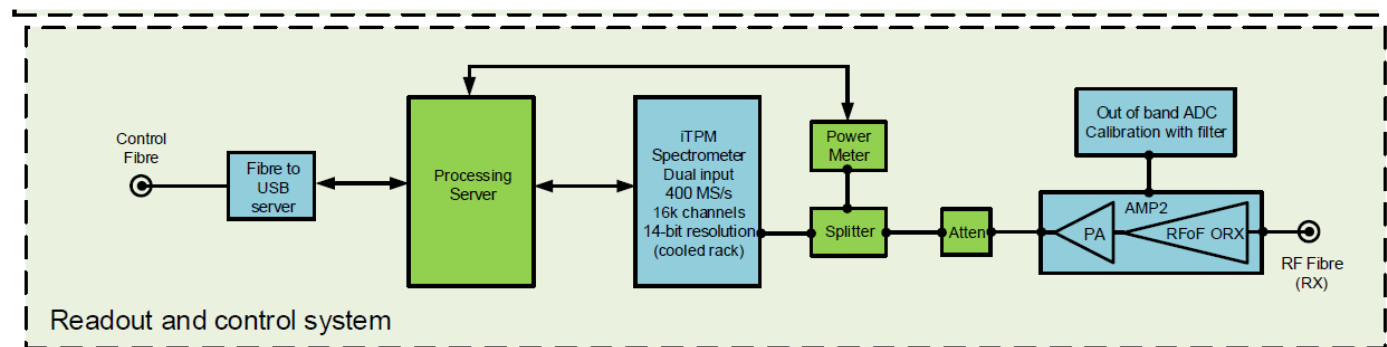 Control
Fibre
Fibre to
USB
server
Processing
Server
iTPM
Spectrometer
Dual input
400 MS/s
16k channels
14-bit resolution
(cooled rack)
Power
Meter
Splitter
Atten
Out of band ADC
Calibration with filter
AMP2
PA
RFoF ORX
RF Fibre
(RX)
Readout and control system